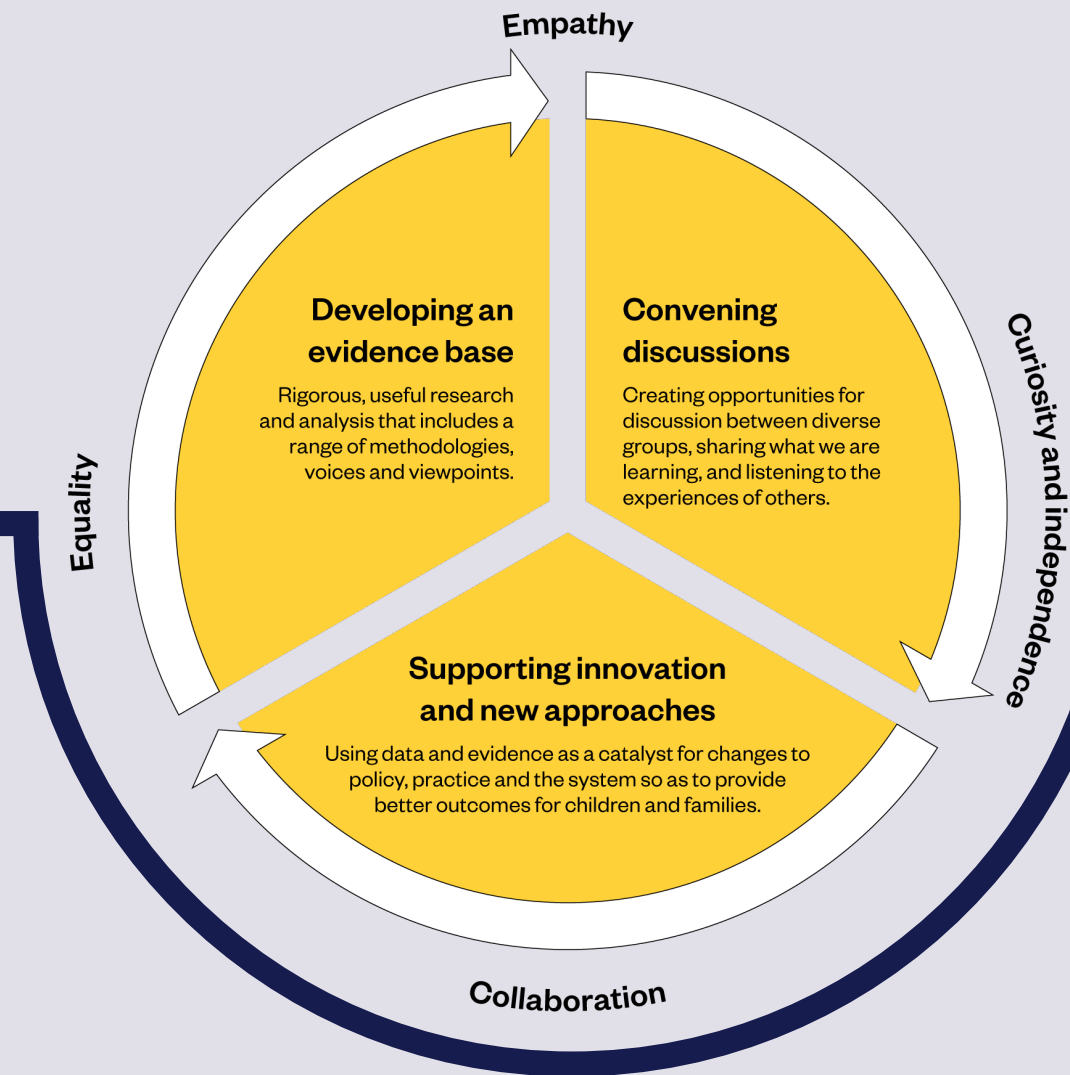 Empathy
Developing an
evidence base
Rigorous, useful research
and analysis that includes a
range of methodologies,
voices and viewpoints.
Convening
discussions
Creating opportunities for
discussion between diverse
groups, sharing what we are
learning, and listening to the
experiences of others.
Curiosity and independence
Equality
Supporting innovation
and new approaches
Using data and evidence as a catalyst for changes to
policy, practice and the system so as to provide
better outcomes for children and families.
Collaboration